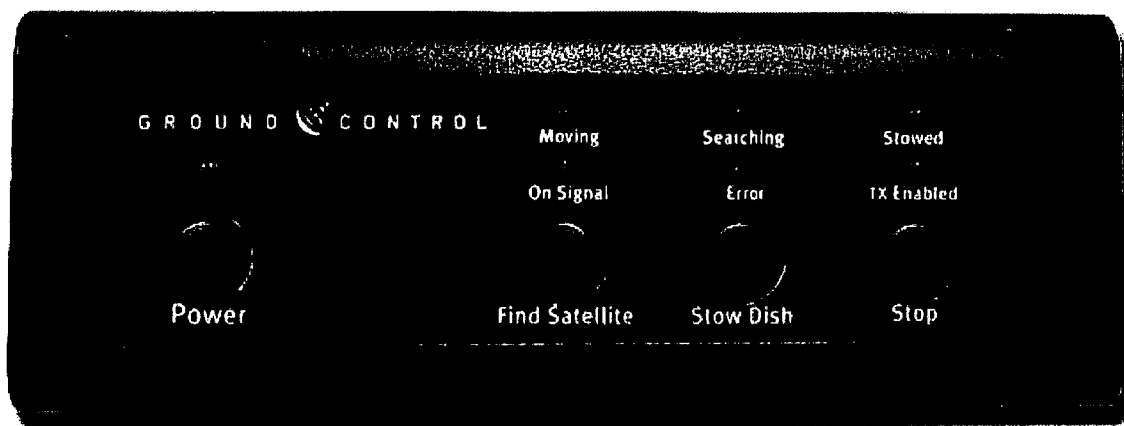 GROUND CONTROL
Moving Searching Stowed
On Signal Error TX Enabled
Power Find Satellite Stow Dish Stop